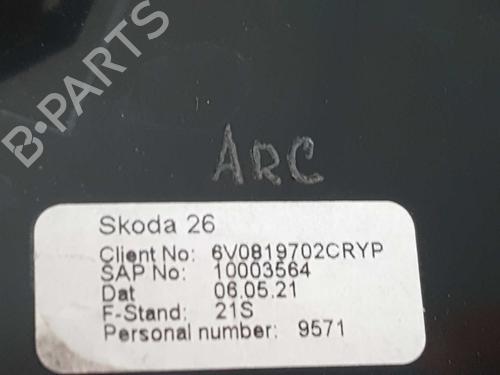 B-PARTS
ARC
Skoda 26
Client No: 6V0819702CRYP
SAP No: 10003564
Dat 06.05.21
F-Stand: 21S
Personal number: 9571